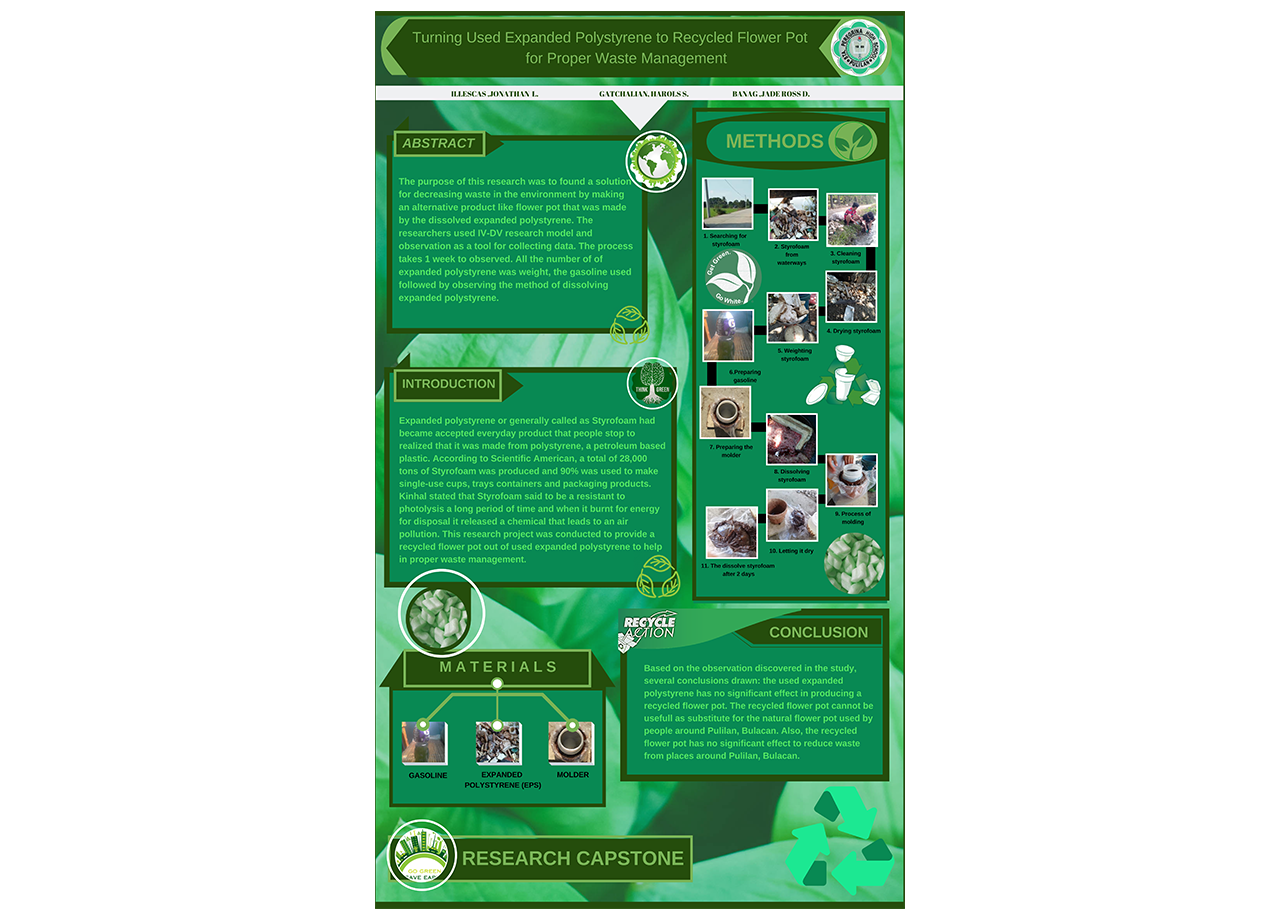 Turning Used Expanded Polystyrene to Recycled Flower Pot
for Proper Waste Management
ILLESCAS ,JONATHAN L.
GATCHALIAN, HAROLS S.
BANAG ,JADE ROSS D.
ABSTRACT
The purpose of this research was to found a solution
for decreasing waste in the environment by making
an alternative product like flower pot that was made
by the dissolved expanded polystyrene. The
researchers used IV-DV research model and
observation as a tool for collecting data. The process
takes 1 week to observed. All the number of of
expanded polystyrene was weight, the gasoline used
followed by observing the method of dissolving
expanded polystyrene.
INTRODUCTION
THINK GREEN
Expanded polystyrene or generally called as Styrofoam had
became accepted everyday product that people stop to
realized that it was made from polystyrene, a petroleum based
plastic. According to Scientific American, a total of 28,000
tons of Styrofoam was produced and 90% was used to make
single-use cups, trays containers and packaging products.
Kinhal stated that Styrofoam said to be a resistant to
photolysis a long period of time and when it burnt for energy
for disposal it released a chemical that leads to an air
pollution. This research project was conducted to provide a
recycled flower pot out of used expanded polystyrene to help
in proper waste management.
MATERIALS
GASOLINE
EXPANDED
POLYSTYRENE (EPS)
MOLDER
METHODS
1. Searching for
styrofoam
2. Styrofoam
from
waterways
3. Cleaning
styrofoam
Get Green.
Go White.
4. Drying styrofoam
5. Weighting
styrofoam
6.Preparing
gasoline
7. Preparing the
molder
8. Dissolving
styrofoam
9. Process of
molding
10. Letting it dry
11. The dissolve styrofoam
after 2 days
RECYCLE
ACTION
CONCLUSION
Based on the observation discovered in the study,
several conclusions drawn: the used expanded
polystyrene has no significant effect in producing a
recycled flower pot. The recycled flower pot cannot be
usefull as substitute for the natural flower pot used by
people around Pulilan, Bulacan. Also, the recycled
flower pot has no significant effect to reduce waste
from places around Pulilan, Bulacan.
GO GREEN
RESEARCH CAPSTONE